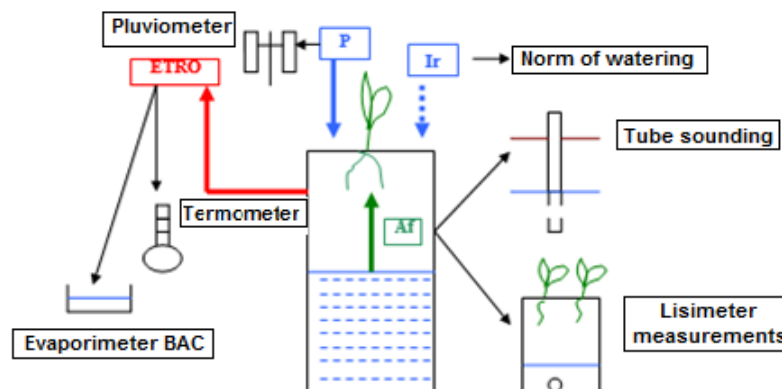 Pluviometer
P
ETRO
Ir
Norm of watering
Tube sounding
Termometer
Af
Evaporimeter BAC
Lisimeter
measurements